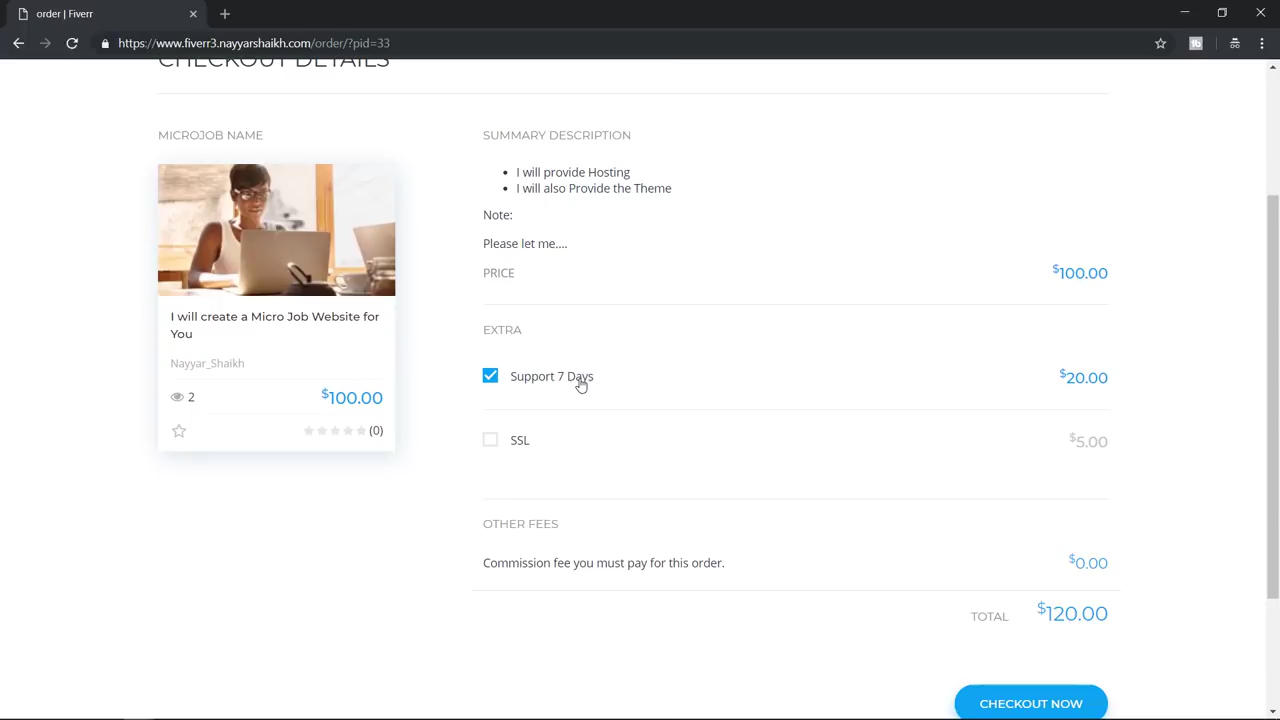 order | Fiverr
https://www.fiverr3.nayyarshaikh.com/order/?pid=33
CHECKOUT DETAILS
MICROJOB NAME
I will create a Micro Job Website for
You
Nayyar_Shaikh
2
$100.00
(0)
SUMMARY DESCRIPTION
• I will provide Hosting
• I will also Provide the Theme
Note:
Please let me....
PRICE $100.00
EXTRA
Support 7 Days $20.00
SSL $5.00
OTHER FEES
Commission fee you must pay for this order. $0.00
TOTAL $120.00
CHECKOUT NOW